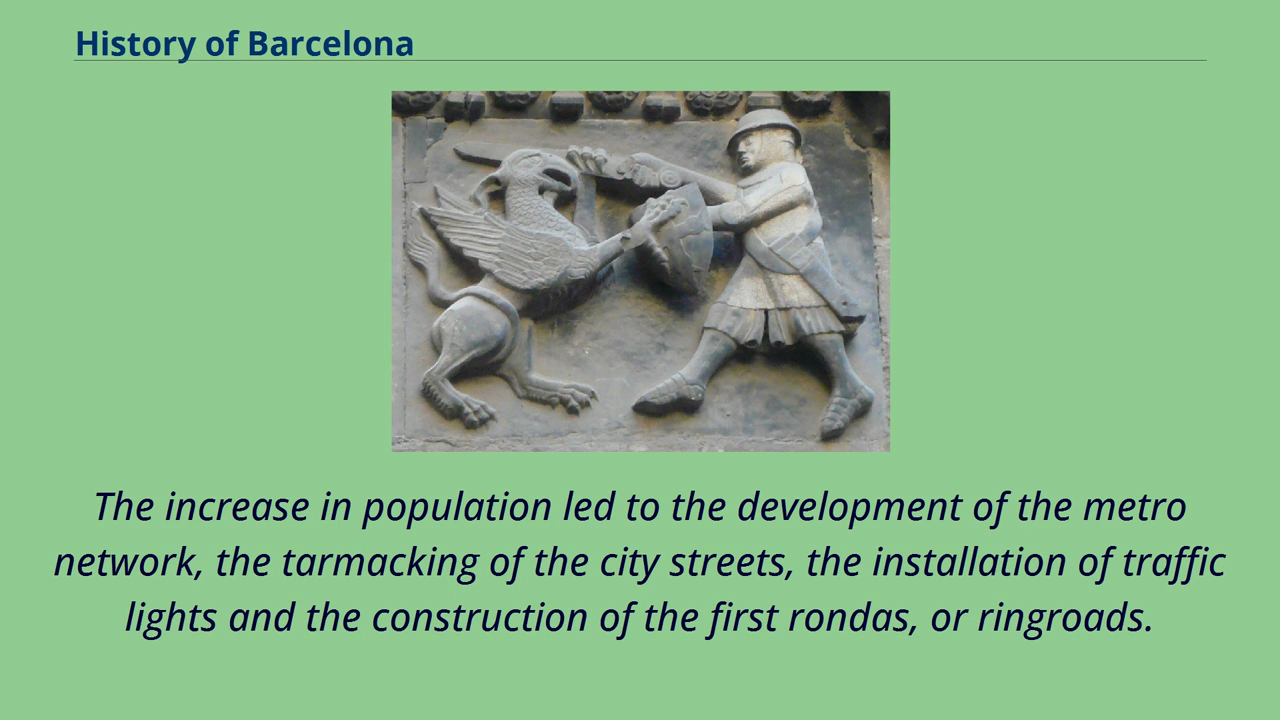 History of Barcelona
The increase in population led to the development of the metro
network, the tarmacking of the city streets, the installation of traffic
lights and the construction of the first rondas, or ringroads.